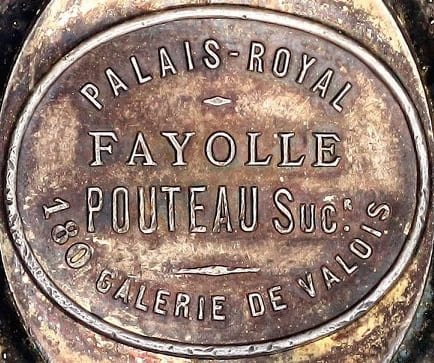 PALAIS-ROYAL
FAYOLLE
POUTEAU SUCR.
180 GALERIE DE VALOIS